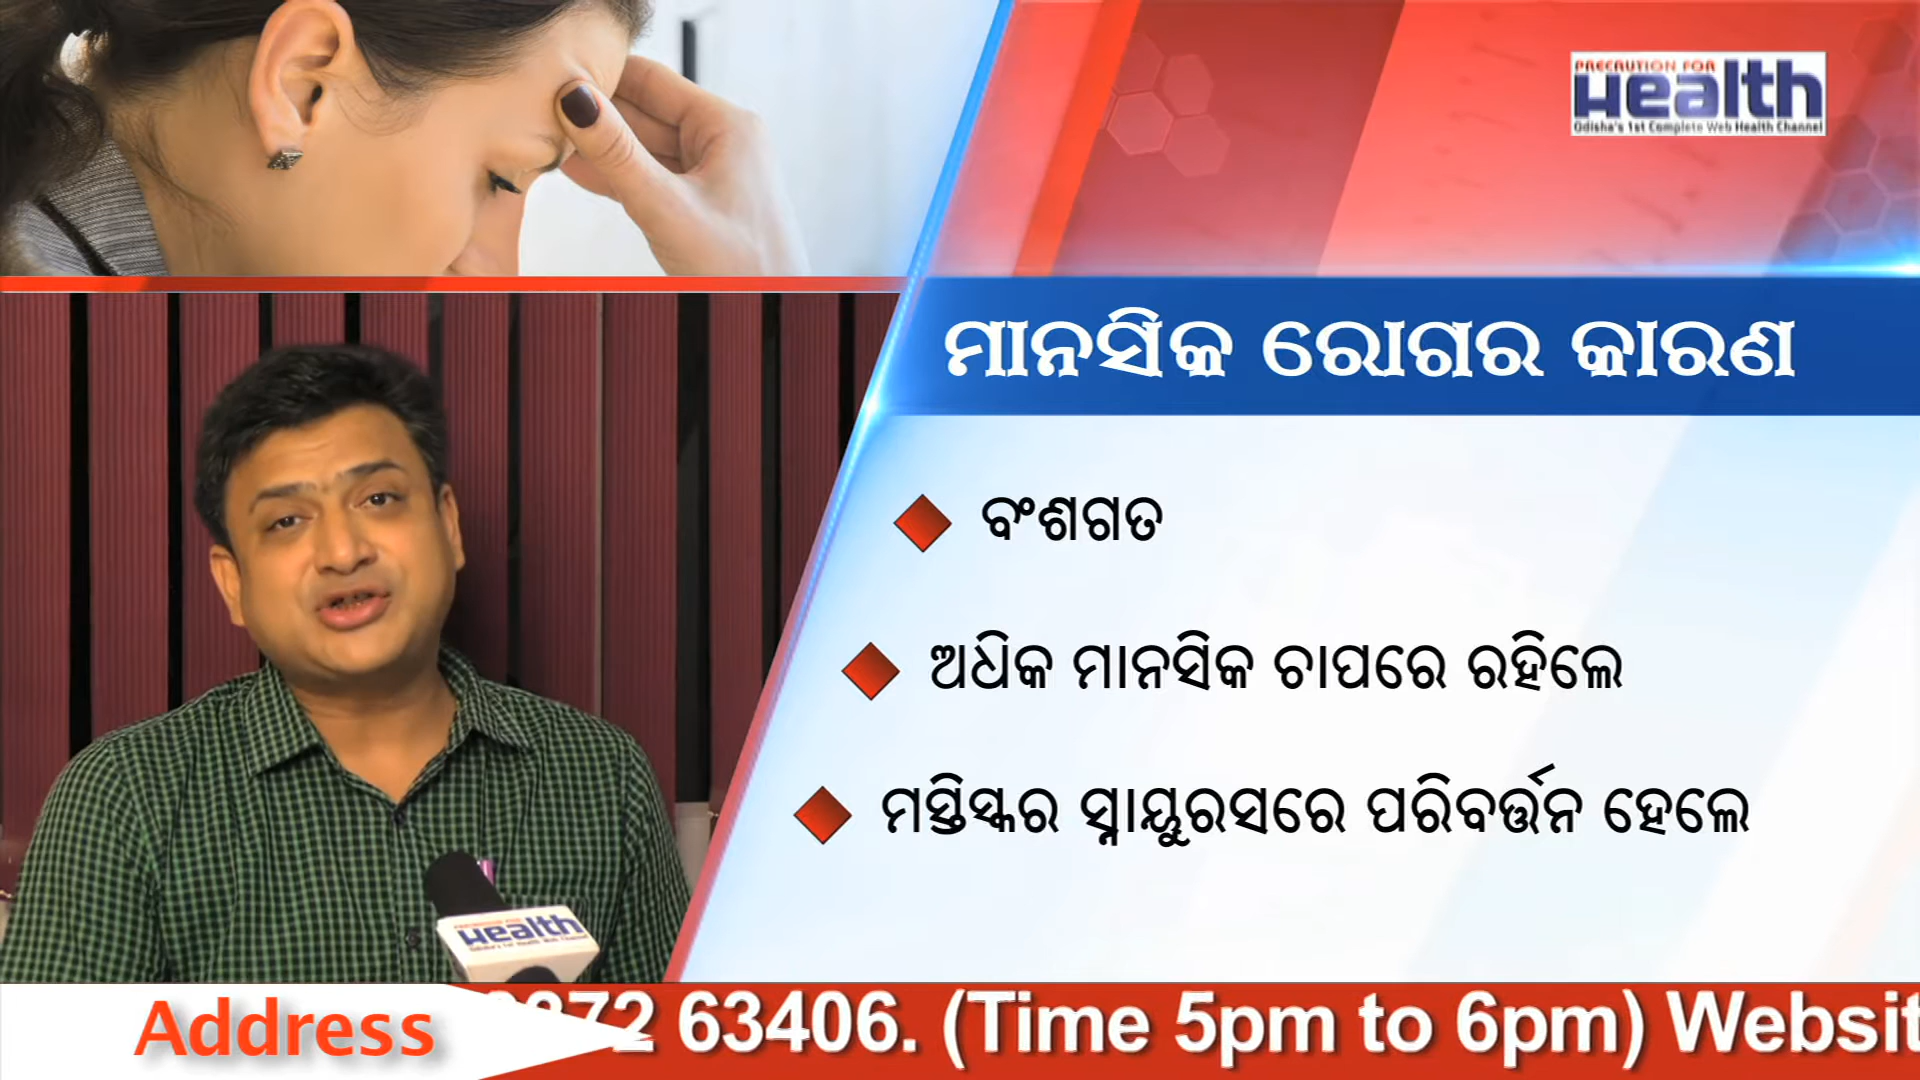 PRECAUTION FOR
Health
Odisha's 1st Complete Web Health Channel
ମାନସିକ ରୋଗର କାରଣ
ବଂଶଗତ
ଅଧିକ ମାନସିକ ଚାପରେ ରହିଲେ
ମସ୍ତିସ୍କର ସ୍ନାୟୁରସରେ ପରିବର୍ତ୍ତନ ହେଲେ
Health
Address
63406. (Time 5pm to 6pm)